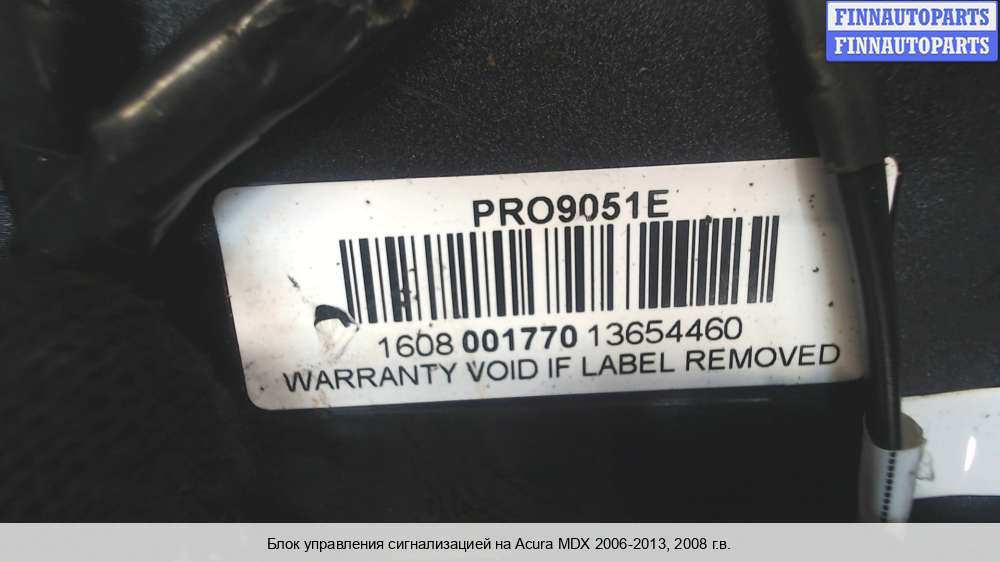 FINNAUTOPARTS
FINNAUTOPARTS
PRO9051E
1608 001770 13654460
WARRANTY VOID IF LABEL REMOVED
Блок управления сигнализацией на Acura MDX 2006-2013, 2008 г.в.